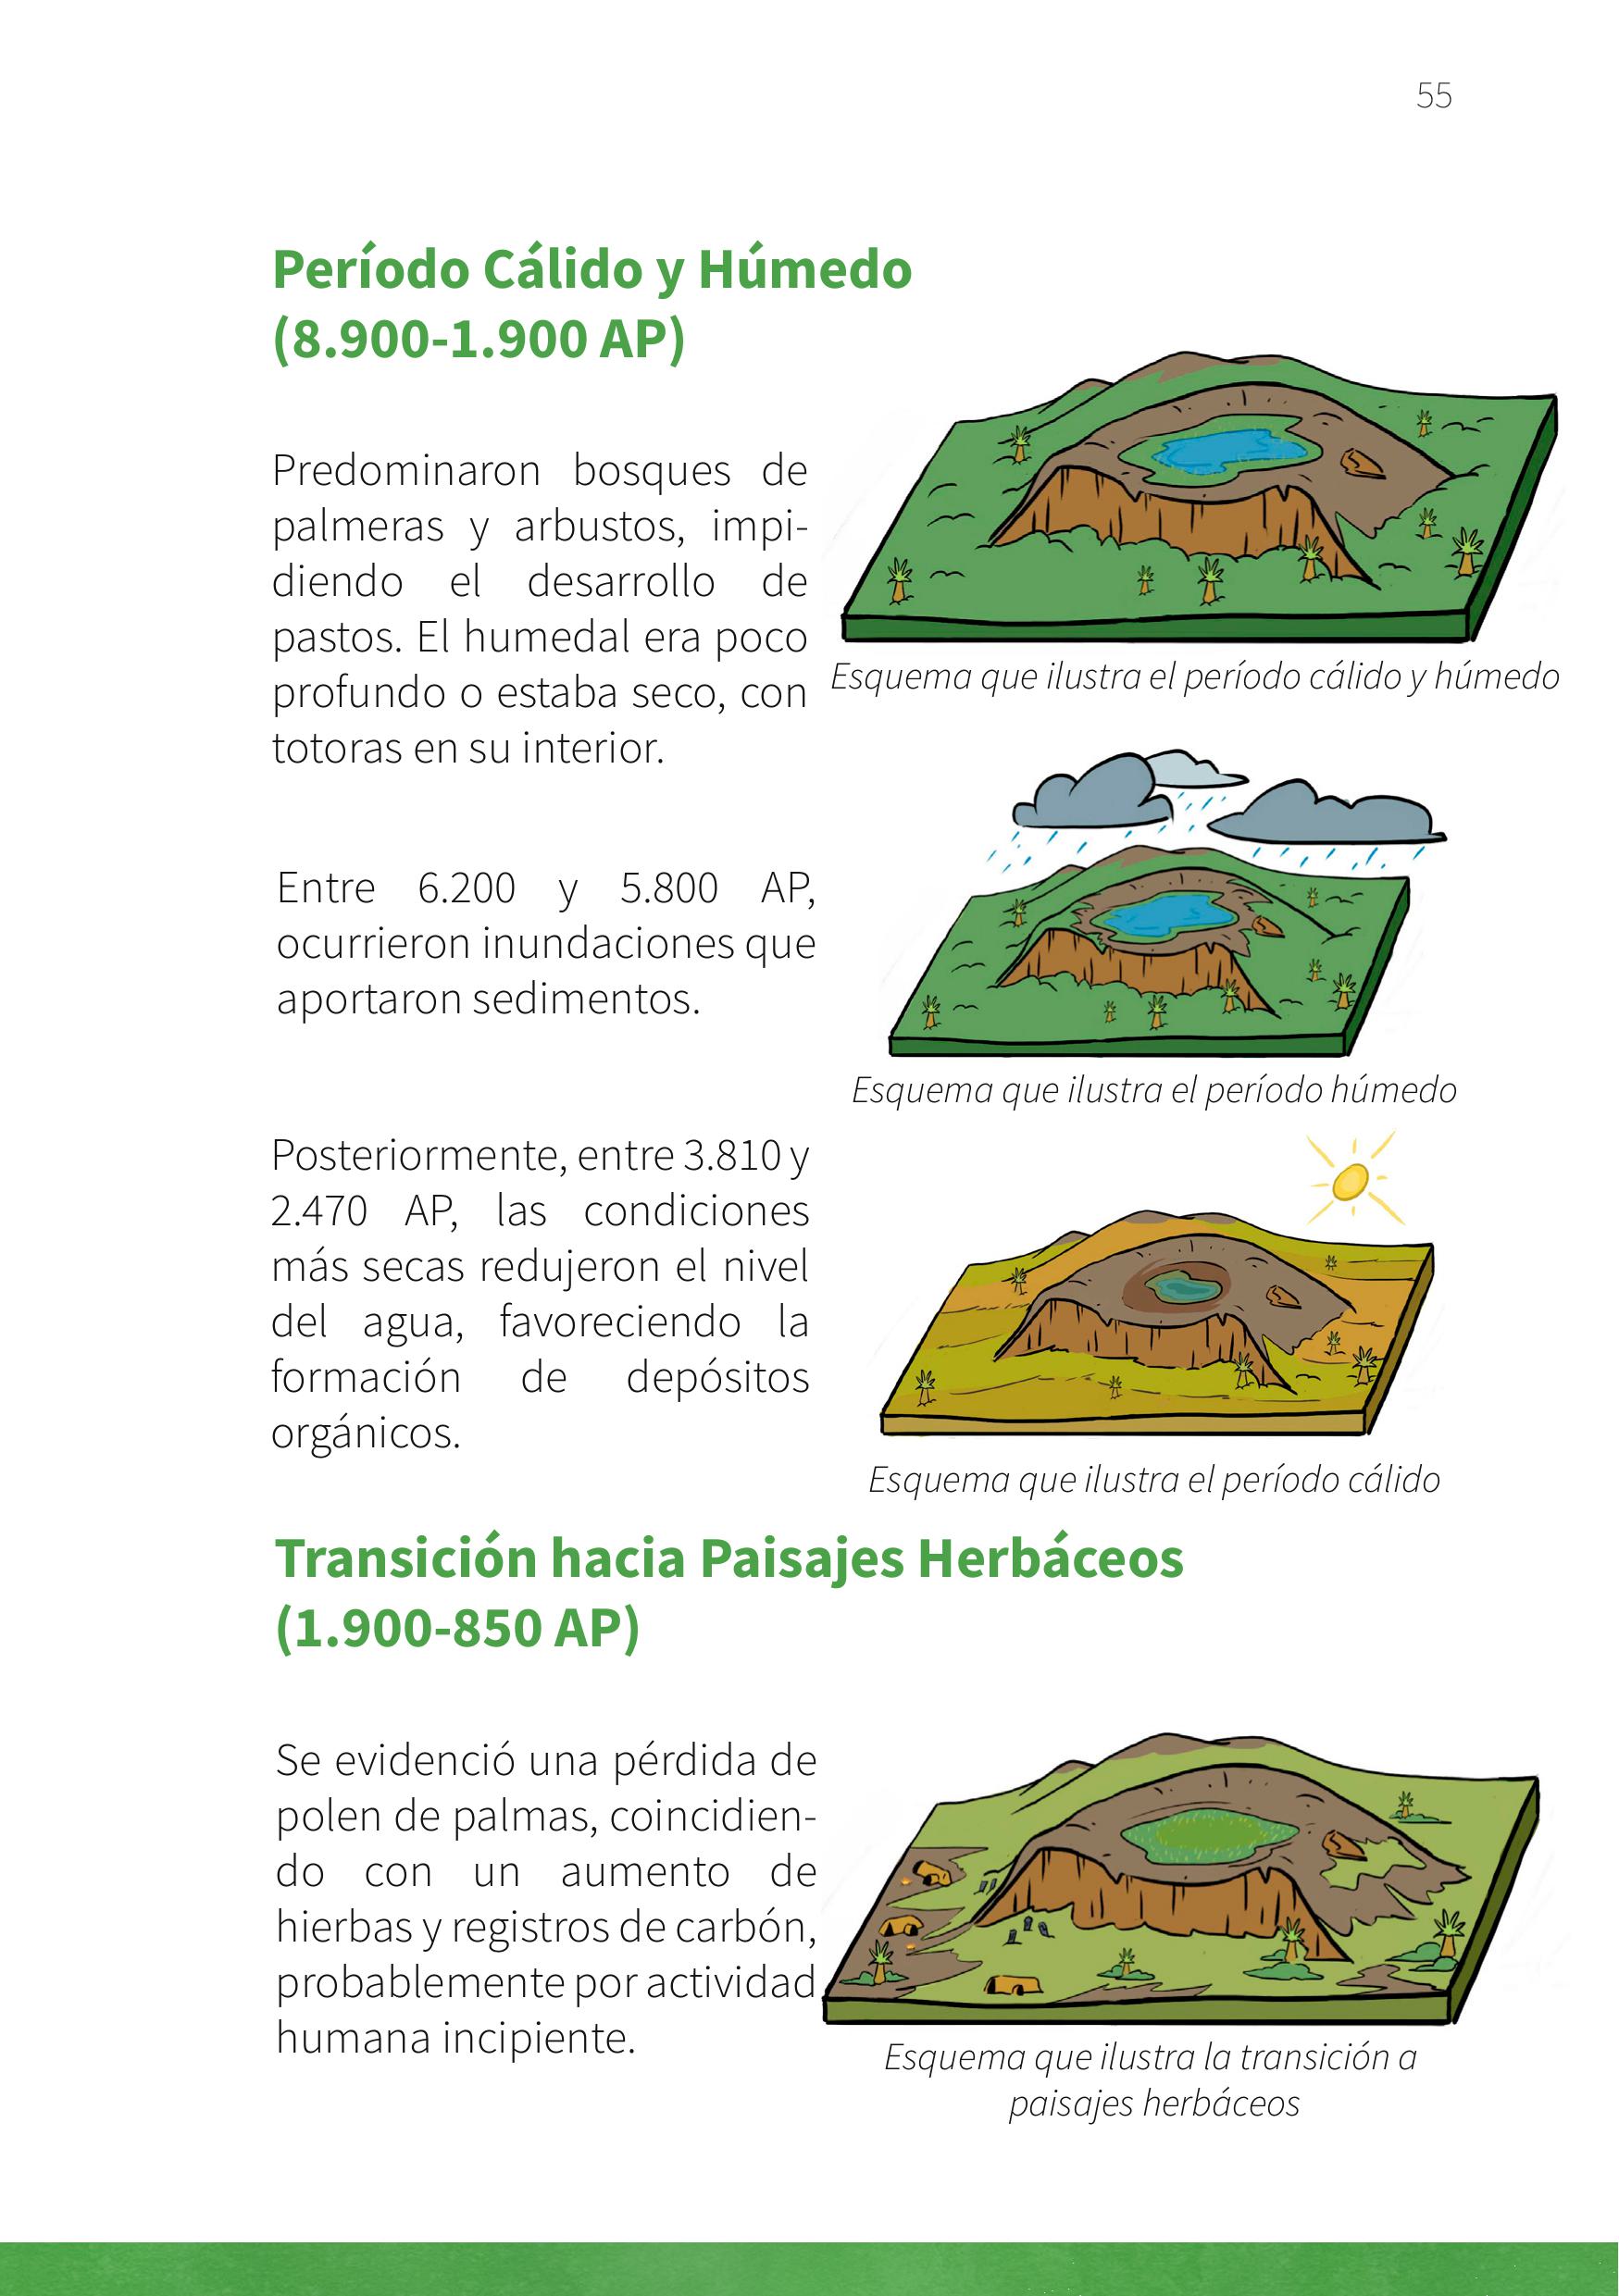 55
Período Cálido y Húmedo
(8.900-1.900 AP)
Predominaron bosques de
palmeras y arbustos, impi-
diendo el desarrollo de
pastos. El humedal era poco
profundo o estaba seco, con
totoras en su interior.
Esquema que ilustra el período cálido y húmedo
Entre 6.200 y 5.800 AP,
ocurrieron inundaciones que
aportaron sedimentos.
Esquema que ilustra el período húmedo
Posteriormente, entre 3.810 y
2.470 AP, las condiciones
más secas redujeron el nivel
del agua, favoreciendo la
formación de depósitos
orgánicos.
Esquema que ilustra el período cálido
Transición hacia Paisajes Herbáceos
(1.900-850 AP)
Se evidenció una pérdida de
polen de palmas, coincidien-
do con un aumento de
hierbas y registros de carbón,
probablemente por actividad
humana incipiente.
Esquema que ilustra la transición a
paisajes herbáceos